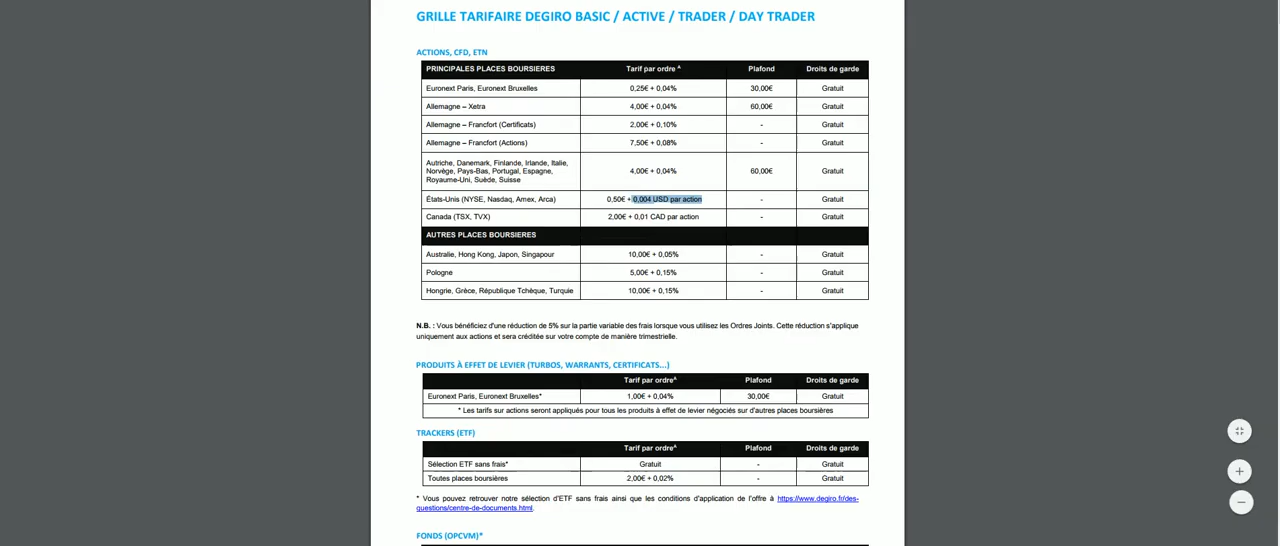 GRILLE TARIFAIRE DEGIRO BASIC / ACTIVE / TRADER / DAY TRADER
ACTIONS, CFD, ETN
PRINCIPALES PLACES BOURSIERES Tarif par ordre A Plafond Droits de garde
Euronext Paris, Euronext Bruxelles 0,25€ + 0,04% 30,00€ Gratuit
Allemagne – Xetra 4,00€ + 0,04% 60,00€ Gratuit
Allemagne – Francfort (Certificats) 2,00€ + 0,10% - Gratuit
Allemagne – Francfort (Actions) 7,50€ + 0,08% - Gratuit
Autriche, Danemark, Finlande, Irlande, Italie,
Norvège, Pays-Bas, Portugal, Espagne, 4,00€ + 0,04% 60,00€ Gratuit
Royaume-Uni, Suède, Suisse
États-Unis (NYSE, Nasdaq, Amex, Arca) 0,50€ + 0,004 USD par action - Gratuit
Canada (TSX, TVX) 2,00€ + 0,01 CAD par action - Gratuit
AUTRES PLACES BOURSIERES
Australie, Hong Kong, Japon, Singapour 10,00€ + 0,05% - Gratuit
Pologne 5,00€ + 0,15% - Gratuit
Hongrie, Grèce, République Tchèque, Turquie 10,00€ + 0,15% - Gratuit
N.B. : Vous bénéficiez d'une réduction de 5% sur la partie variable des frais lorsque vous utilisez les Ordres Joints. Cette réduction s'applique
uniquement aux actions et sera créditée sur votre compte de manière trimestrielle.
PRODUITS À EFFET DE LEVIER (TURBOS, WARRANTS, CERTIFICATS...)
Tarif par ordreA Plafond Droits de garde
Euronext Paris, Euronext Bruxelles* 1,00€ + 0,04% 30,00€ Gratuit
* Les tarifs sur actions seront appliqués pour tous les produits à effet de levier négociés sur d'autres places boursières
TRACKERS (ETF)
Tarif par ordreA Plafond Droits de garde
Sélection ETF sans frais* Gratuit - Gratuit
Toutes places boursières 2,00€ + 0,02% - Gratuit
* Vous pouvez retrouver notre sélection d'ETF sans frais ainsi que les conditions d'application de l'offre à https://www.degiro.fr/des-
questions/centre-de-documents.html.
FONDS (OPCVM)*